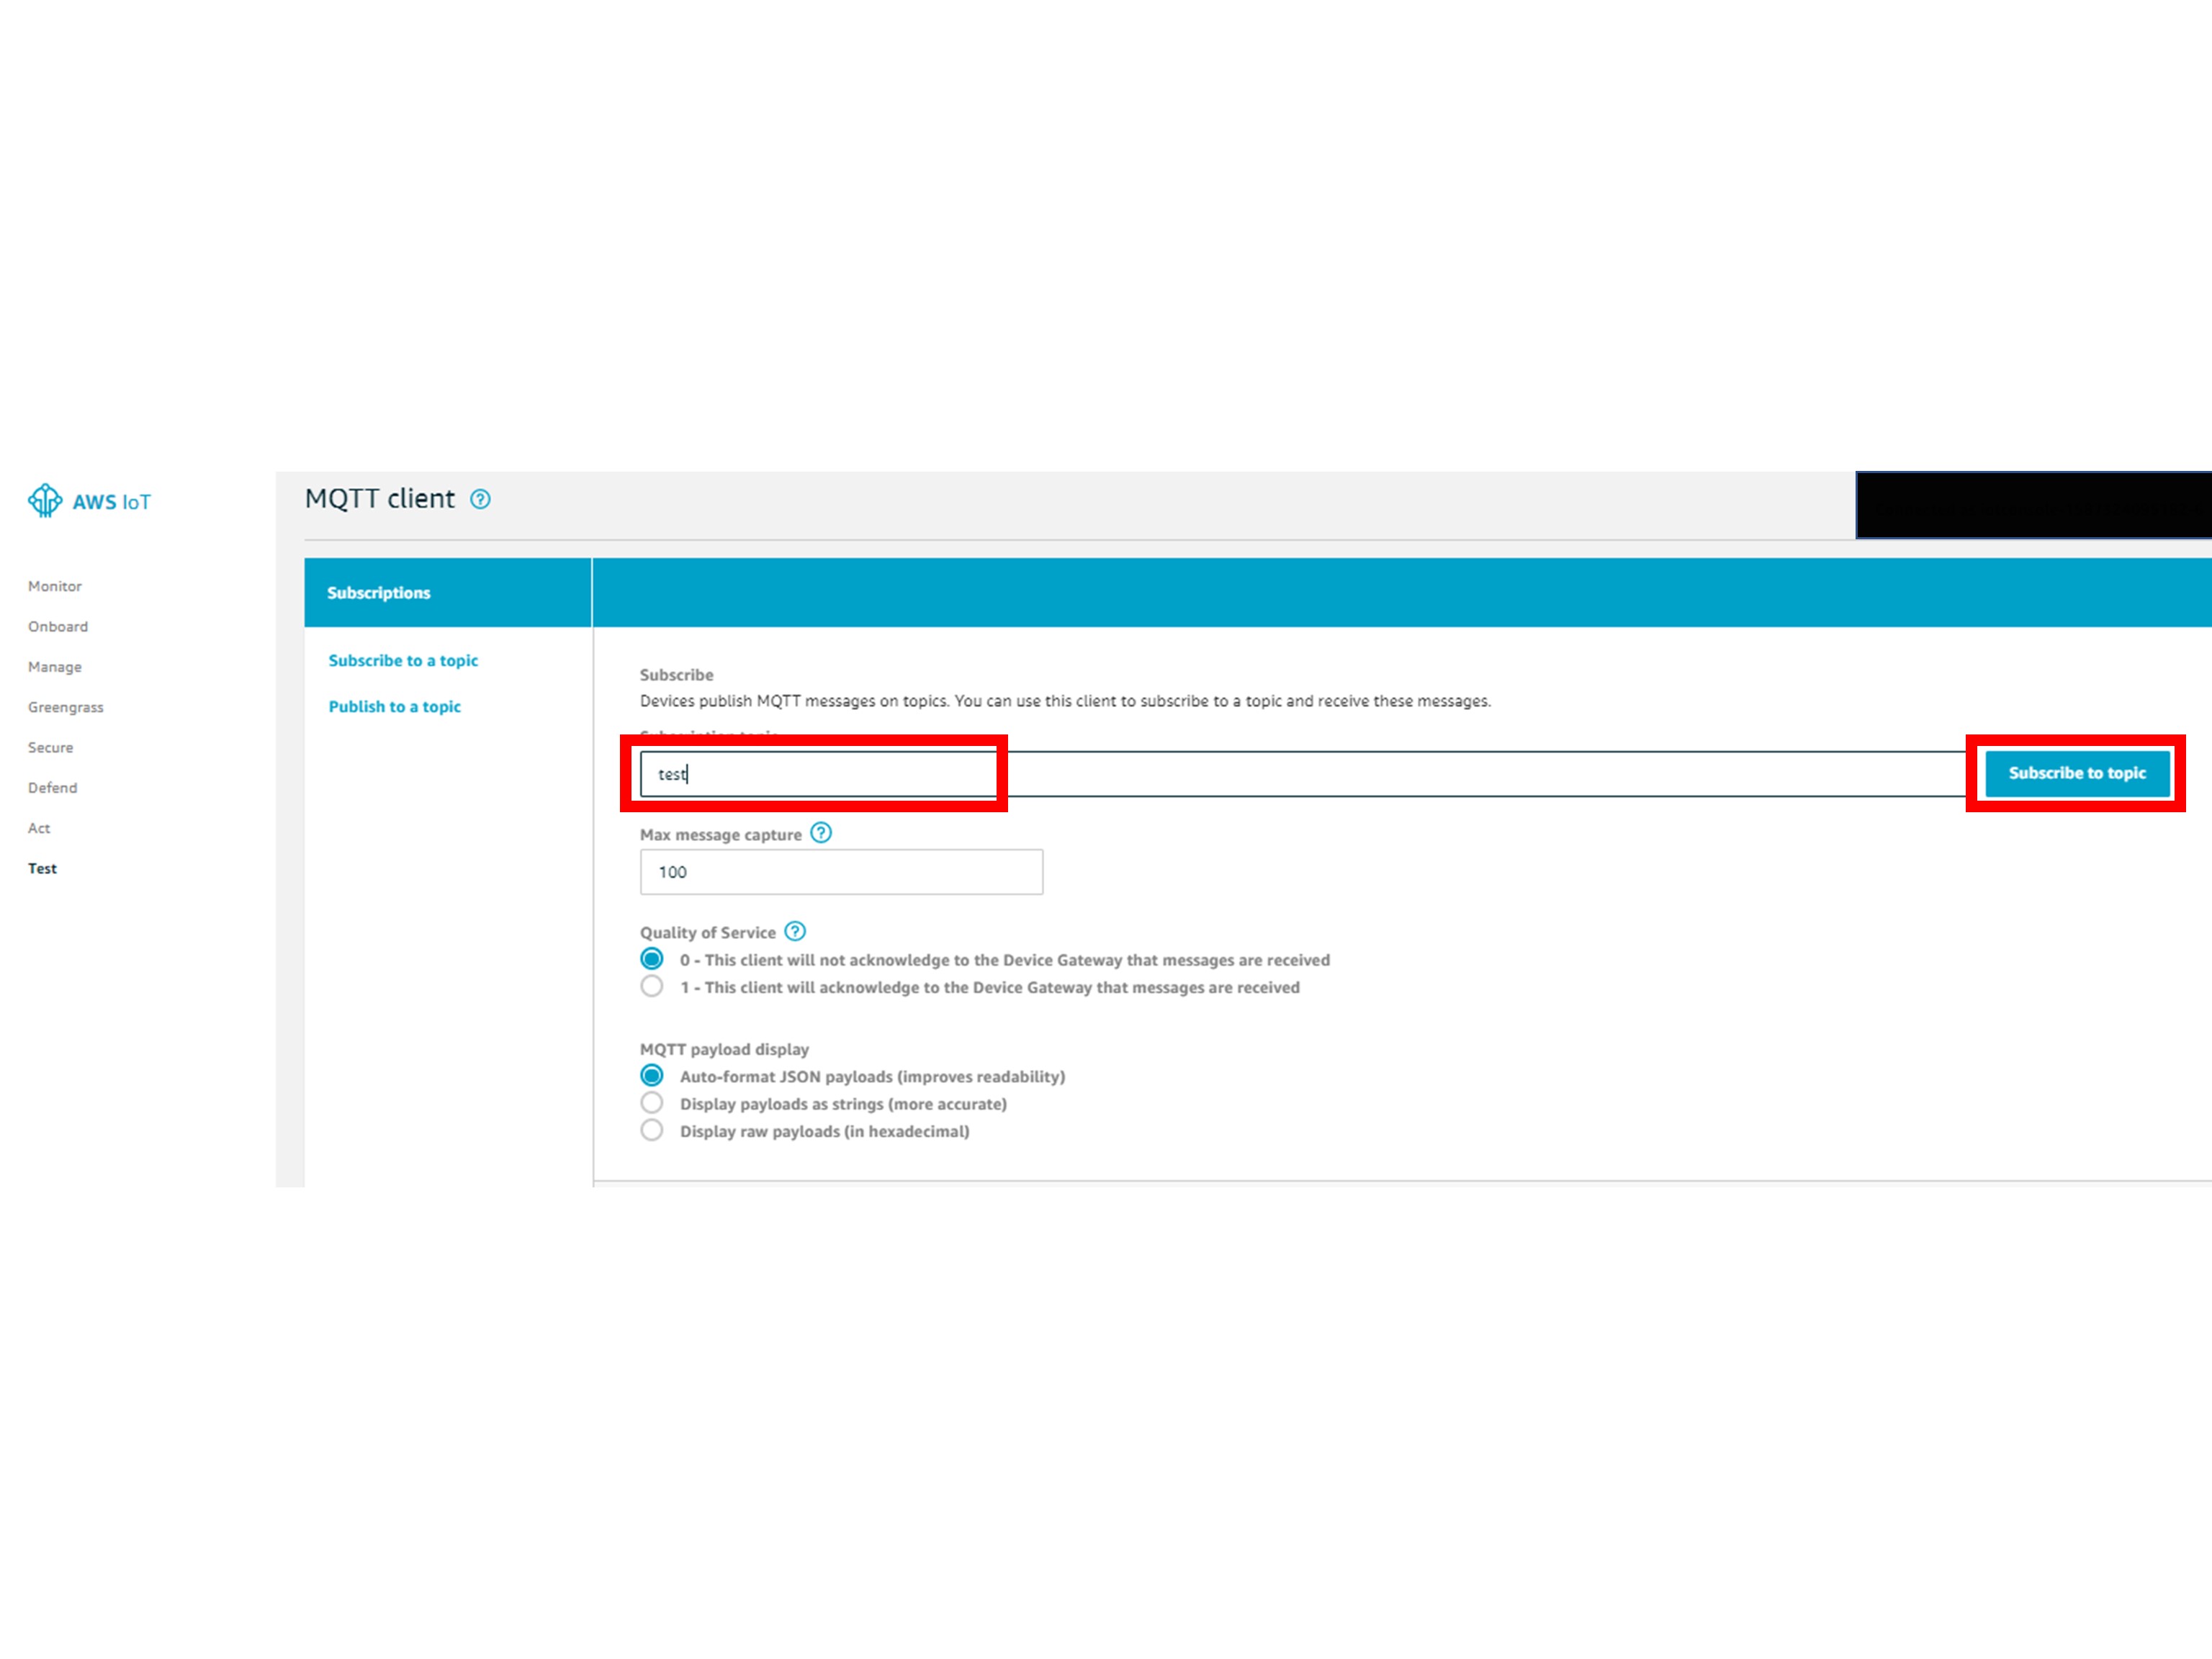 AWS IoT
Monitor
Onboard
Manage
Greengrass
Secure
Defend
Act
Test
MQTT client ?
Subscriptions
Subscribe to a topic
Publish to a topic
Subscribe
Devices publish MQTT messages on topics. You can use this client to subscribe to a topic and receive these messages.
Subscription topic
test
Subscribe to topic
Max message capture ?
100
Quality of Service ?
0 - This client will not acknowledge to the Device Gateway that messages are received
1 - This client will acknowledge to the Device Gateway that messages are received
MQTT payload display
Auto-format JSON payloads (improves readability)
Display payloads as strings (more accurate)
Display raw payloads (in hexadecimal)